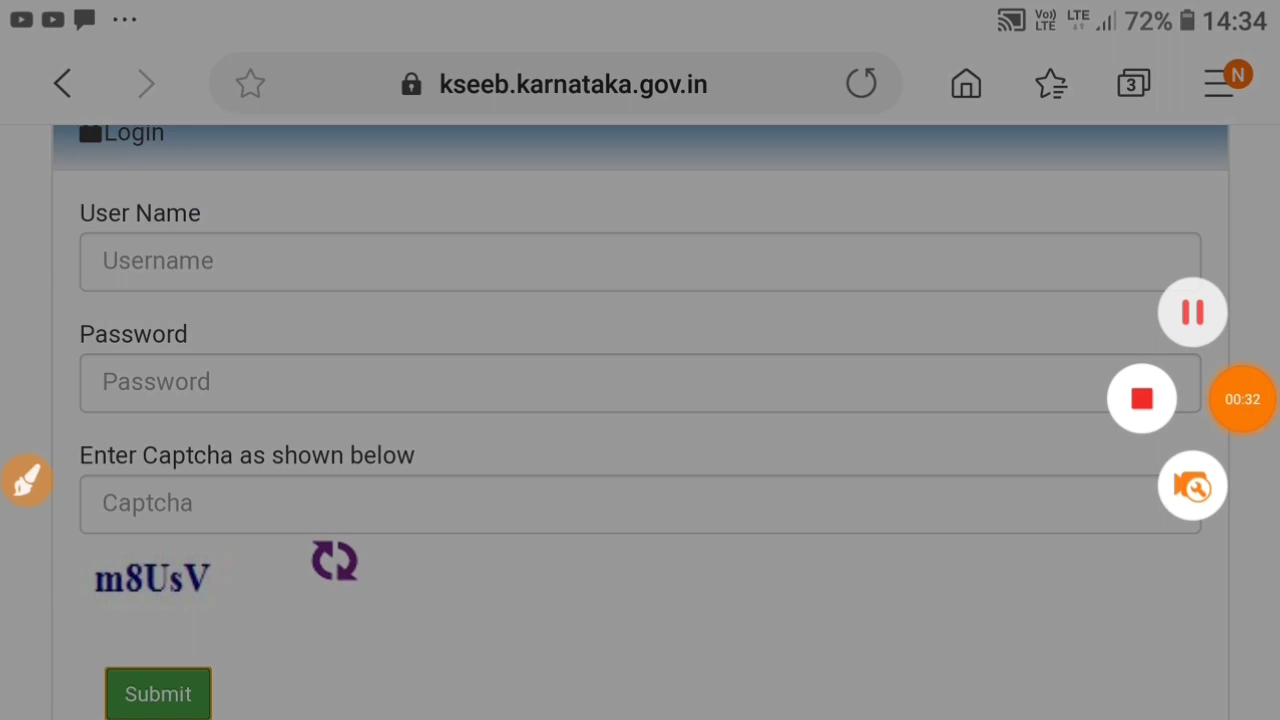 72% 14:34
Vo)) LTE LTE
kseeb.karnataka.gov.in
3
N
Login
User Name
Username
Password
Password
00:32
Enter Captcha as shown below
Captcha
m8UsV
Submit